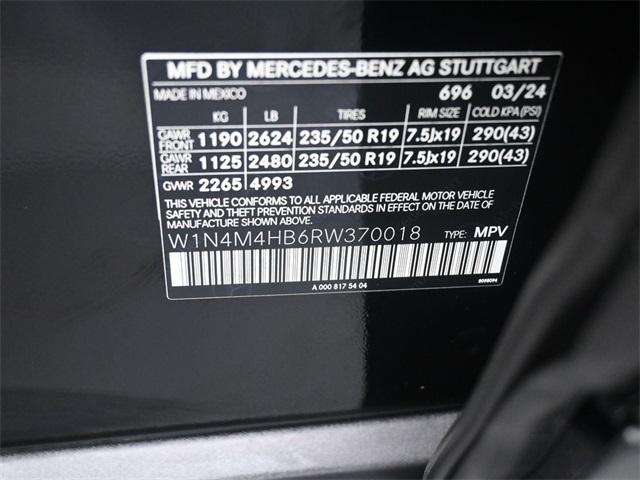 MFD BY MERCEDES-BENZ AG STUTTGART
MADE IN MEXICO 696 03/24
KG LB TIRES RIM SIZE COLD KPA (PSI)
GAWR FRONT 1190 2624 235/50 R19 7.5Jx19 290(43)
GAWR REAR 1125 2480 235/50 R19 7.5Jx19 290(43)
GVWR 2265 4993
THIS VEHICLE CONFORMS TO ALL APPLICABLE FEDERAL MOTOR VEHICLE
SAFETY AND THEFT PREVENTION STANDARDS IN EFFECT ON THE DATE OF
MANUFACTURE SHOWN ABOVE.
W1N4M4HB6RW370018 TYPE: MPV
A 000 817 54 04